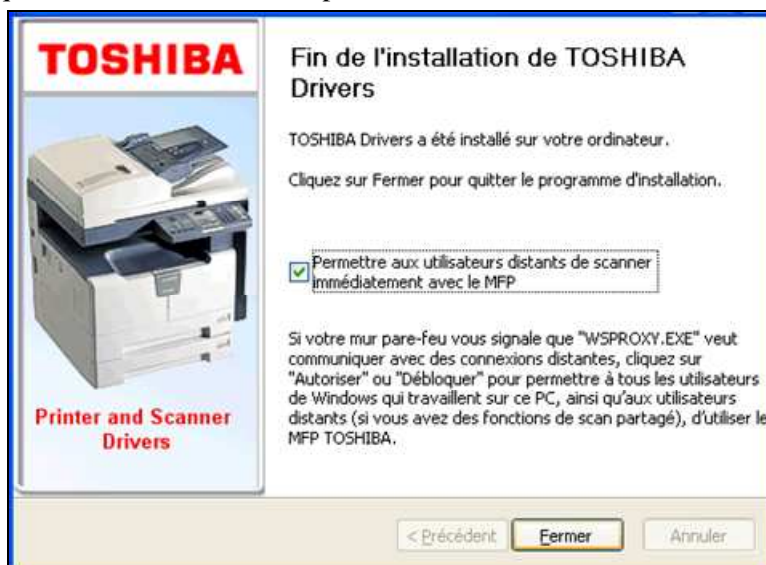 TOSHIBA
Printer and Scanner
Drivers
Fin de l'installation de TOSHIBA
Drivers
TOSHIBA Drivers a été installé sur votre ordinateur.
Cliquez sur Fermer pour quitter le programme d'installation.
Permettre aux utilisateurs distants de scanner
immédiatement avec le MFP
Si votre mur pare-feu vous signale que "WSPROXY.EXE" veut
communiquer avec des connexions distantes, cliquez sur
"Autoriser" ou "Débloquer" pour permettre à tous les utilisateurs
de Windows qui travaillent sur ce PC, ainsi qu'aux utilisateurs
distants (si vous avez des fonctions de scan partagé), d'utiliser le
MFP TOSHIBA.
< Précédent
Fermer
Annuler